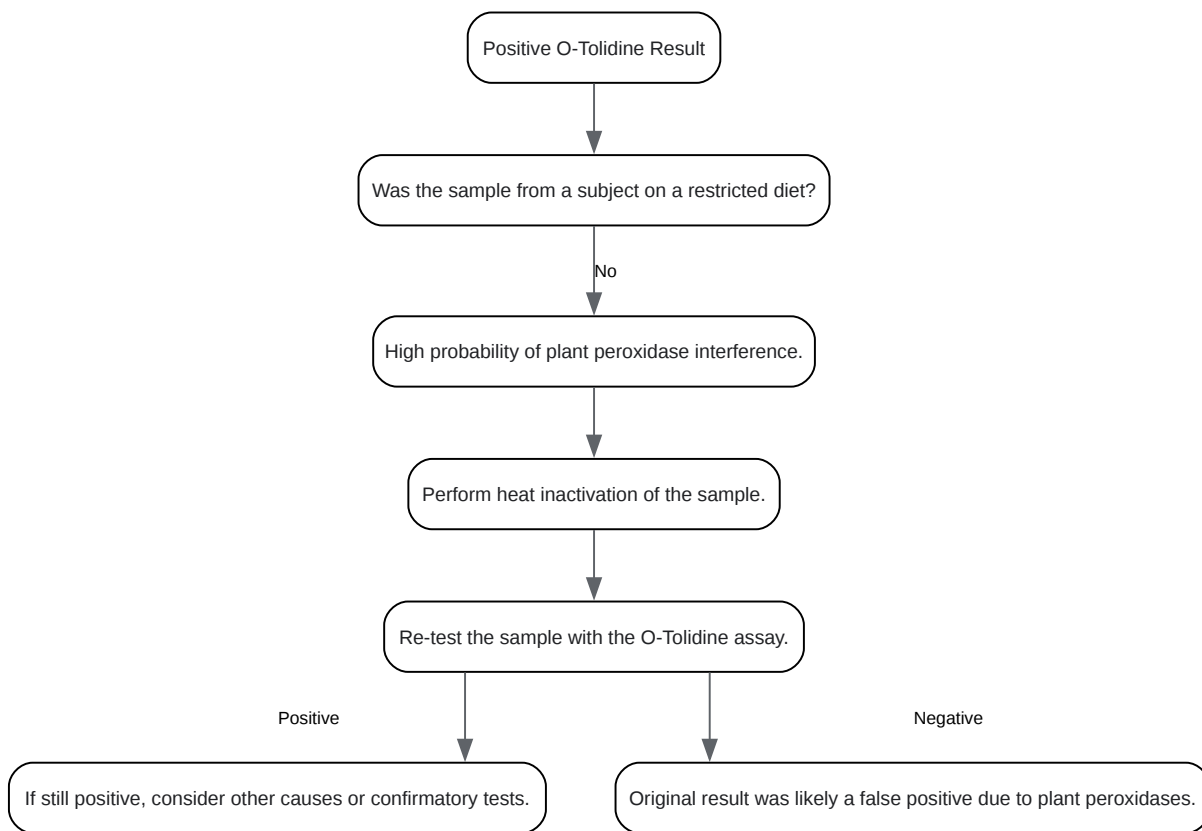 Positive O-Tolidine Result
Was the sample from a subject on a restricted diet?
No
High probability of plant peroxidase interference.
Perform heat inactivation of the sample.
Re-test the sample with the O-Tolidine assay.
Positive
Negative
If still positive, consider other causes or confirmatory tests.
Original result was likely a false positive due to plant peroxidases.